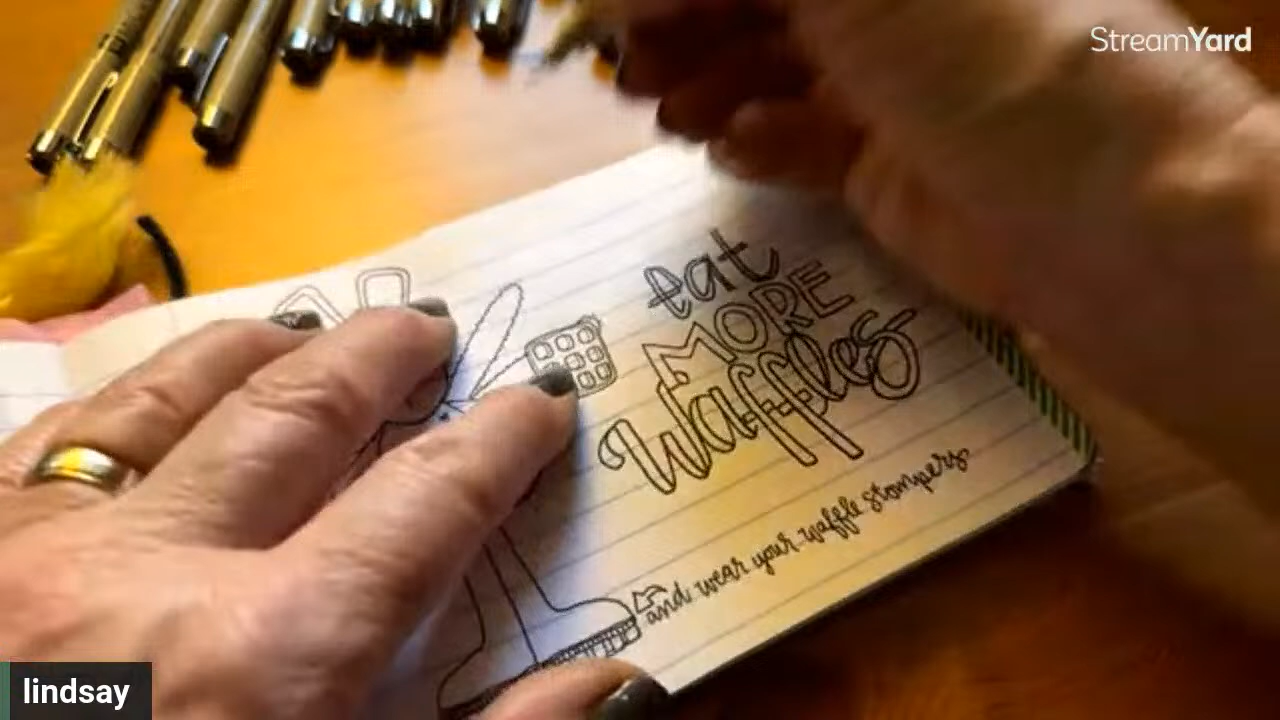 StreamYard
eat
MORE
Waffles
and wear your waffle stompers.
lindsay